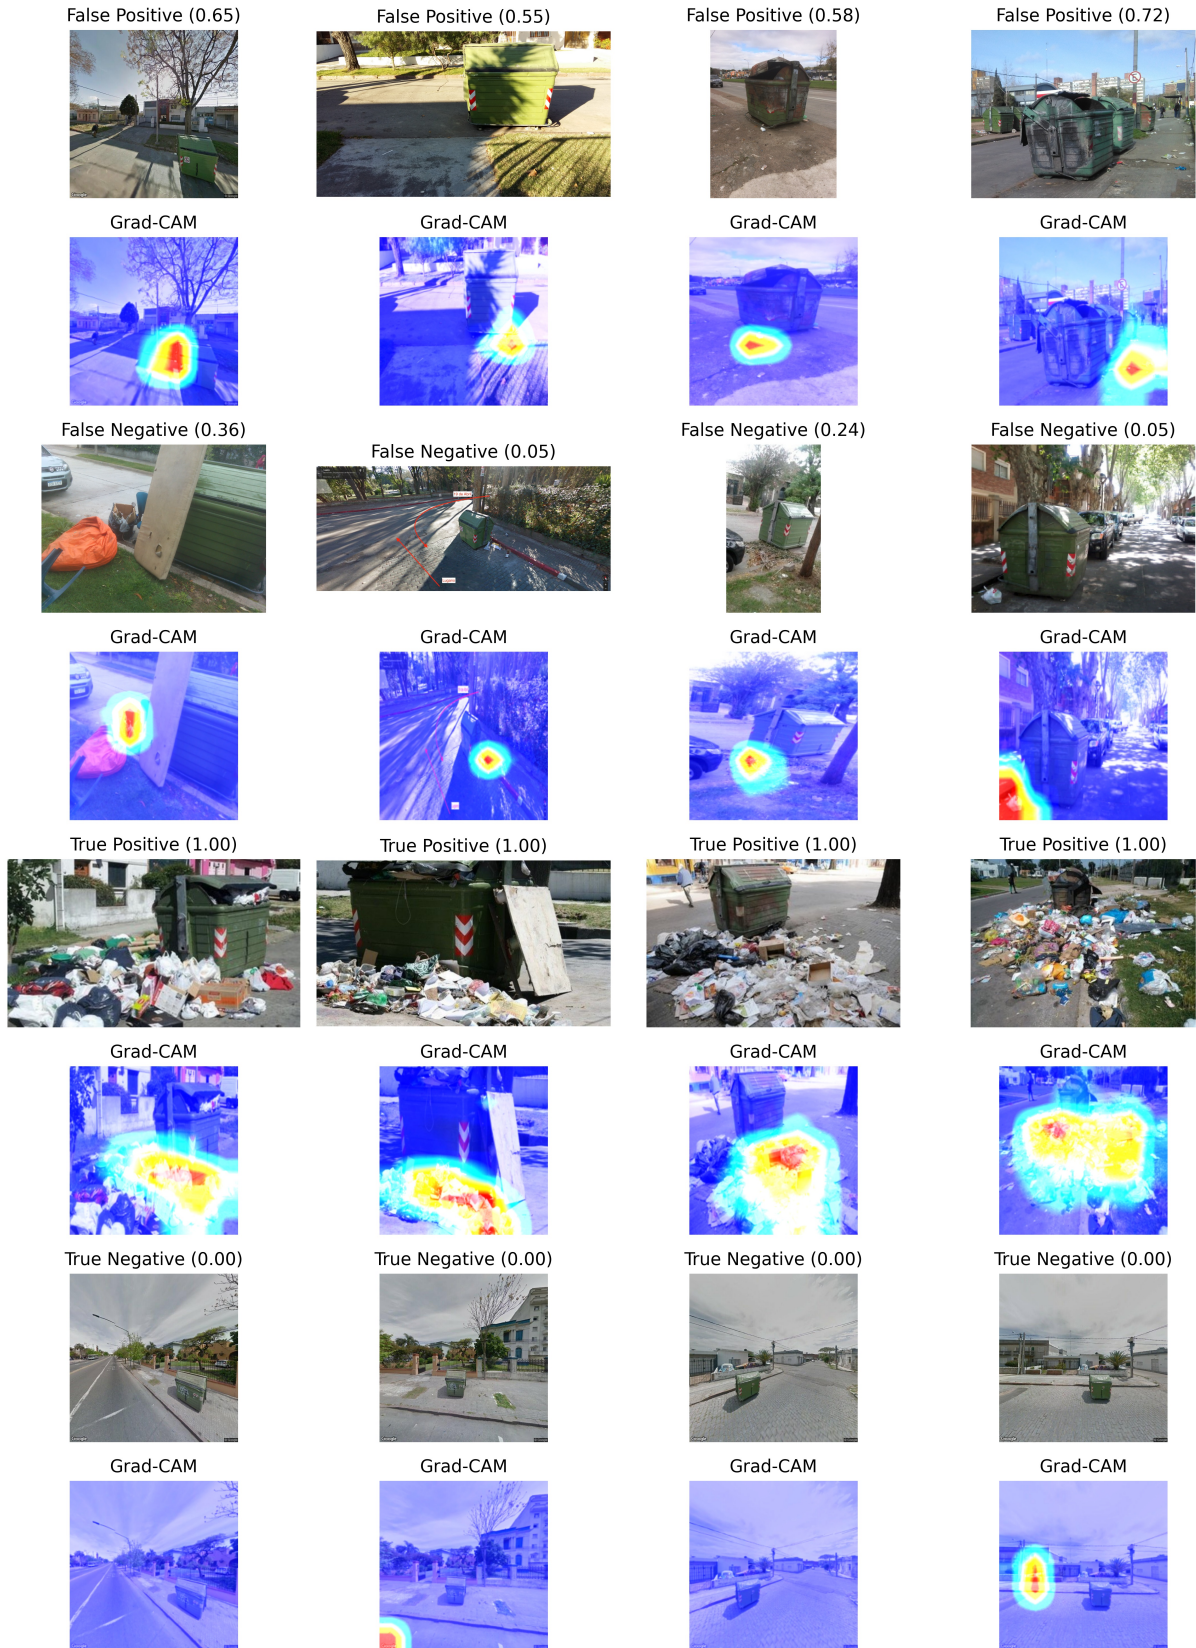 False Positive (0.65)
False Positive (0.55)
False Positive (0.58)
False Positive (0.72)
Grad-CAM
Grad-CAM
Grad-CAM
Grad-CAM
False Negative (0.36)
False Negative (0.05)
False Negative (0.24)
False Negative (0.05)
Grad-CAM
Grad-CAM
Grad-CAM
Grad-CAM
True Positive (1.00)
True Positive (1.00)
True Positive (1.00)
True Positive (1.00)
Grad-CAM
Grad-CAM
Grad-CAM
Grad-CAM
True Negative (0.00)
True Negative (0.00)
True Negative (0.00)
True Negative (0.00)
Google
Google
Google
Google
Grad-CAM
Grad-CAM
Grad-CAM
Grad-CAM